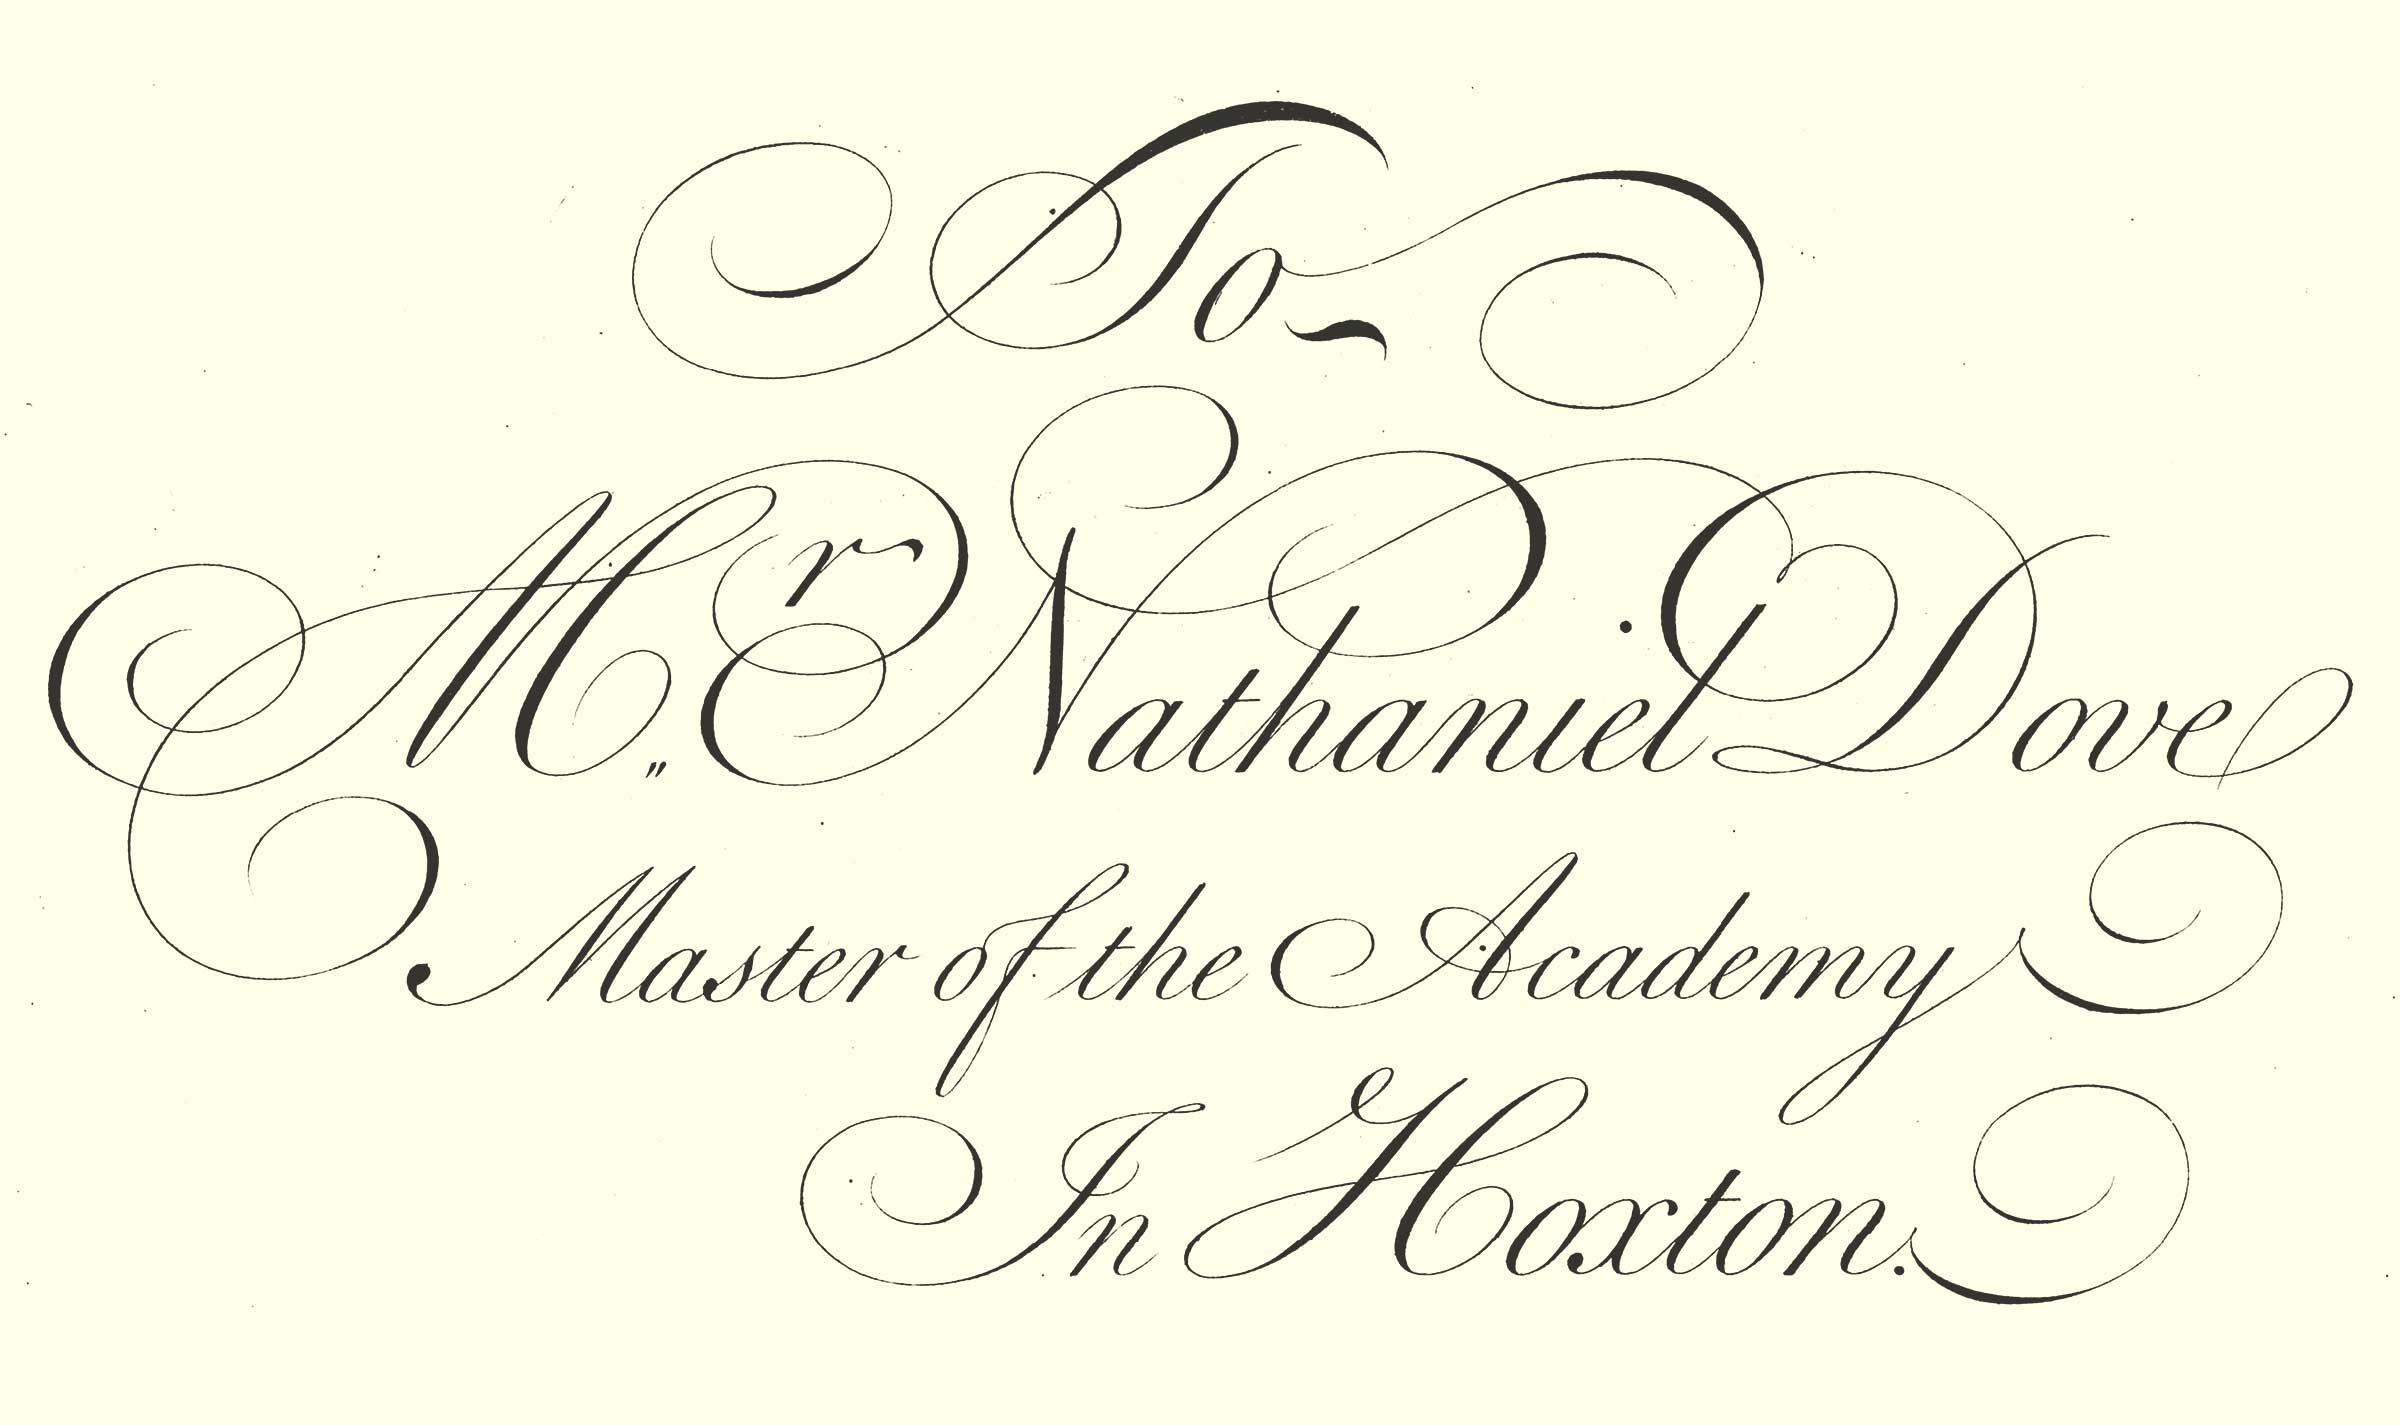 To~
Mr„ Nathaniel Dove
Master of the Academy
In Hoxton.